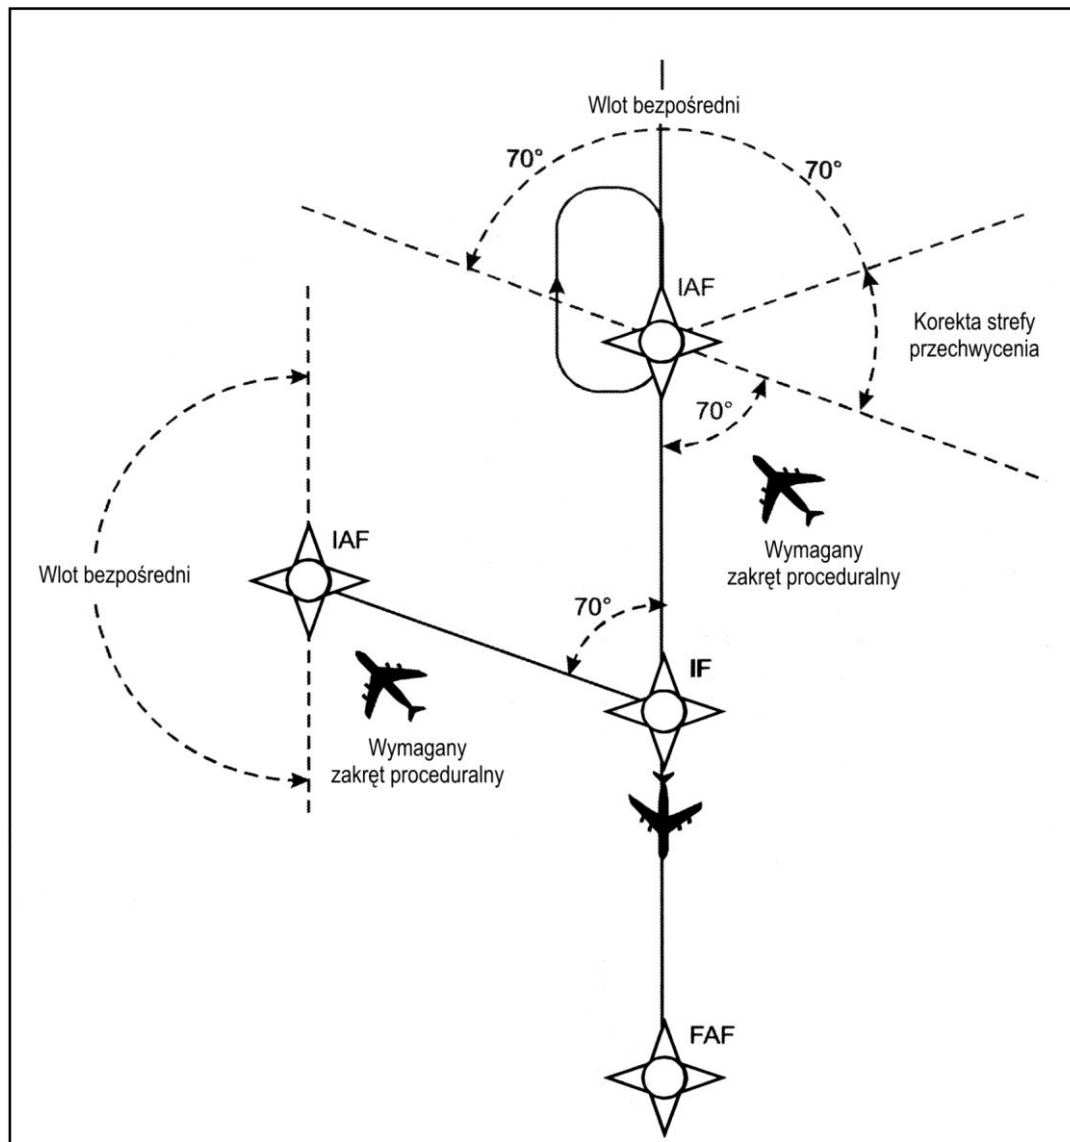 Wlot bezpośredni
70°
70°
IAF
Korekta strefy
przechwycenia
70°
Wymagany
zakręt proceduralny
IAF
Wlot bezpośredni
70°
IF
Wymagany
zakręt proceduralny
FAF